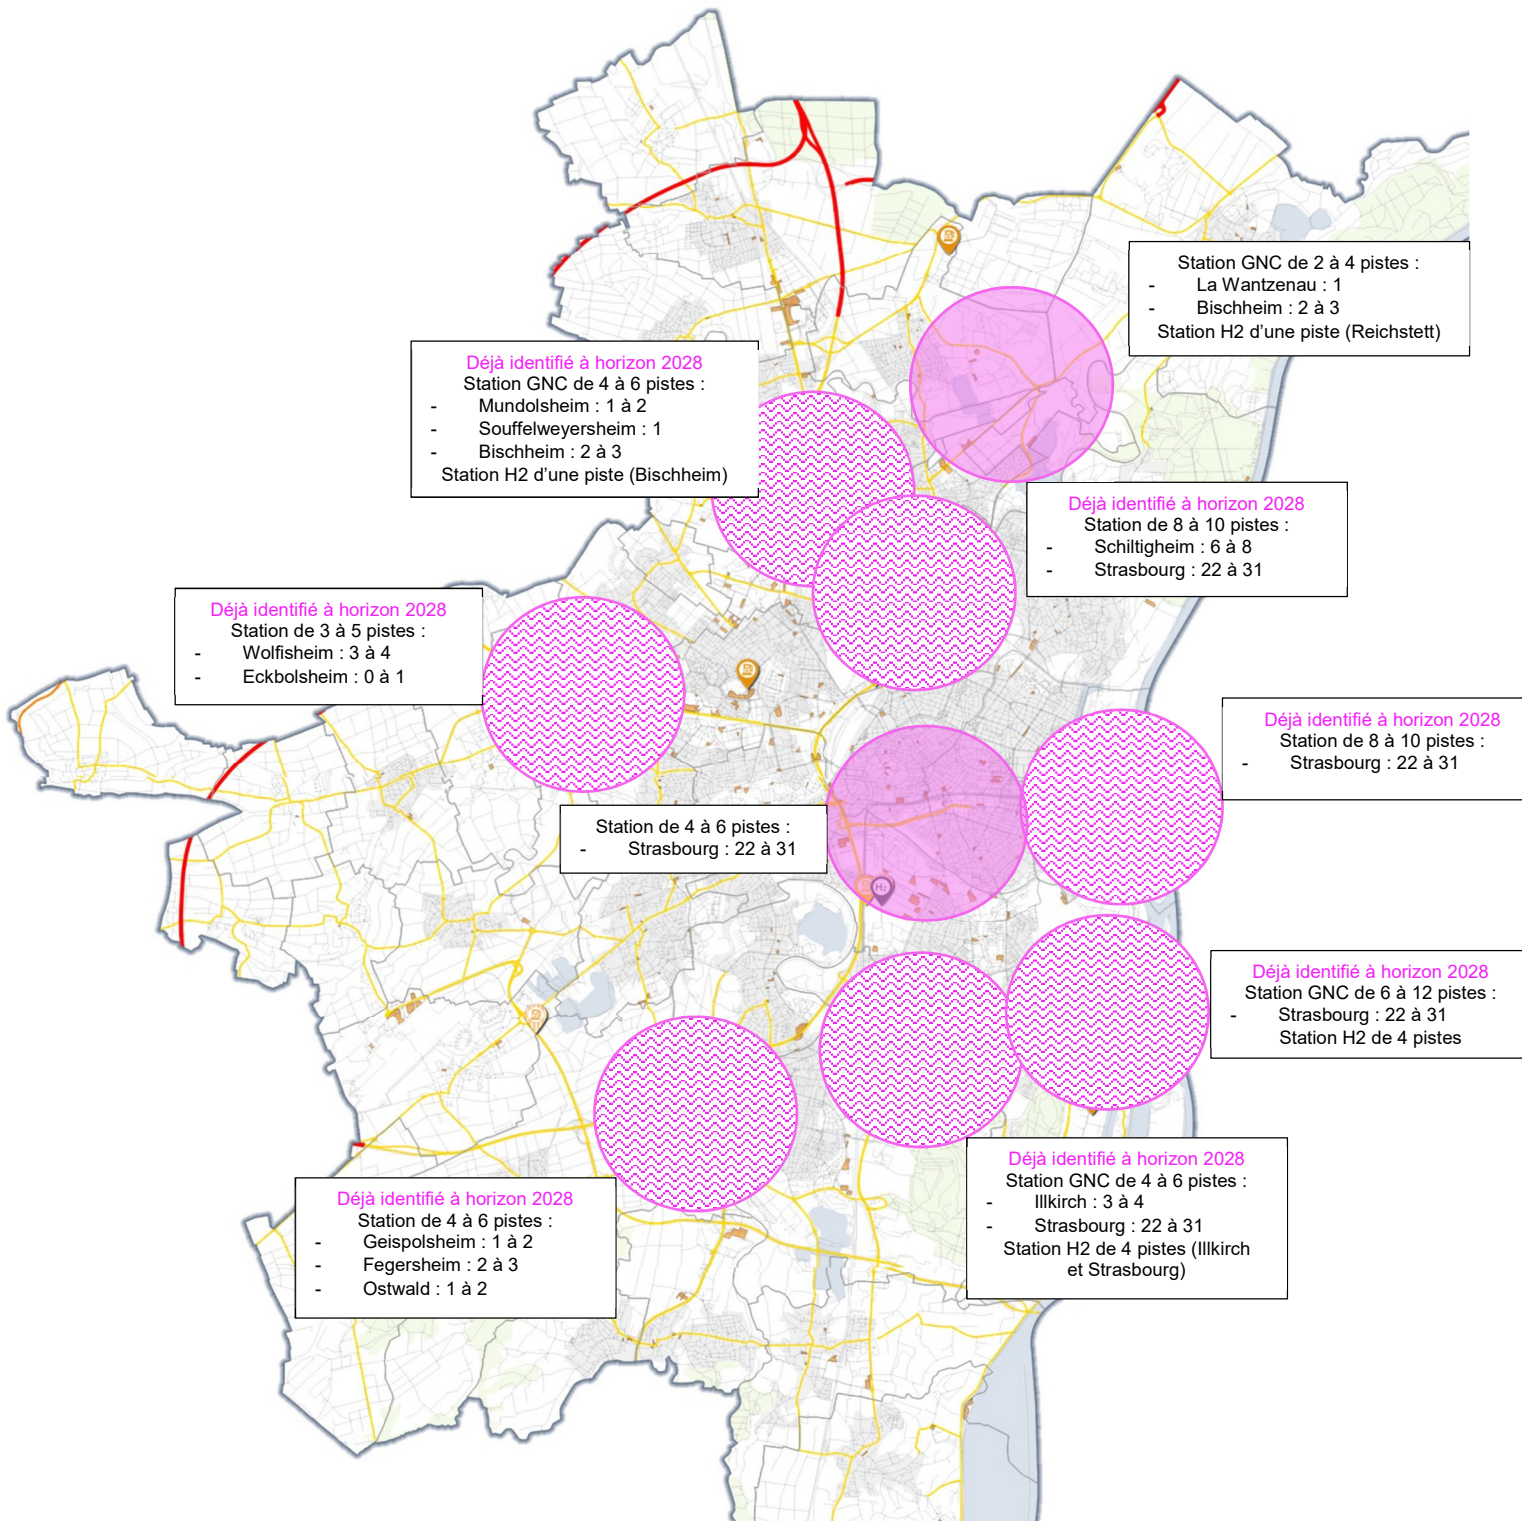 Station GNC de 2 à 4 pistes :
- La Wantzenau : 1
- Bischheim : 2 à 3
Station H2 d'une piste (Reichstett)
Déjà identifié à horizon 2028
Station GNC de 4 à 6 pistes :
- Mundolsheim : 1 à 2
- Souffelweyersheim : 1
- Bischheim : 2 à 3
Station H2 d'une piste (Bischheim)
Déjà identifié à horizon 2028
Station de 8 à 10 pistes :
- Schiltigheim : 6 à 8
- Strasbourg : 22 à 31
Déjà identifié à horizon 2028
Station de 3 à 5 pistes :
- Wolfisheim : 3 à 4
- Eckbolsheim : 0 à 1
Déjà identifié à horizon 2028
Station de 8 à 10 pistes :
- Strasbourg : 22 à 31
Station de 4 à 6 pistes :
- Strasbourg : 22 à 31
H₂
Déjà identifié à horizon 2028
Station GNC de 6 à 12 pistes :
- Strasbourg : 22 à 31
Station H2 de 4 pistes
Déjà identifié à horizon 2028
Station GNC de 4 à 6 pistes :
- Illkirch : 3 à 4
- Strasbourg : 22 à 31
Station H2 de 4 pistes (Illkirch
et Strasbourg)
Déjà identifié à horizon 2028
Station de 4 à 6 pistes :
- Geispolsheim : 1 à 2
- Fegersheim : 2 à 3
- Ostwald : 1 à 2